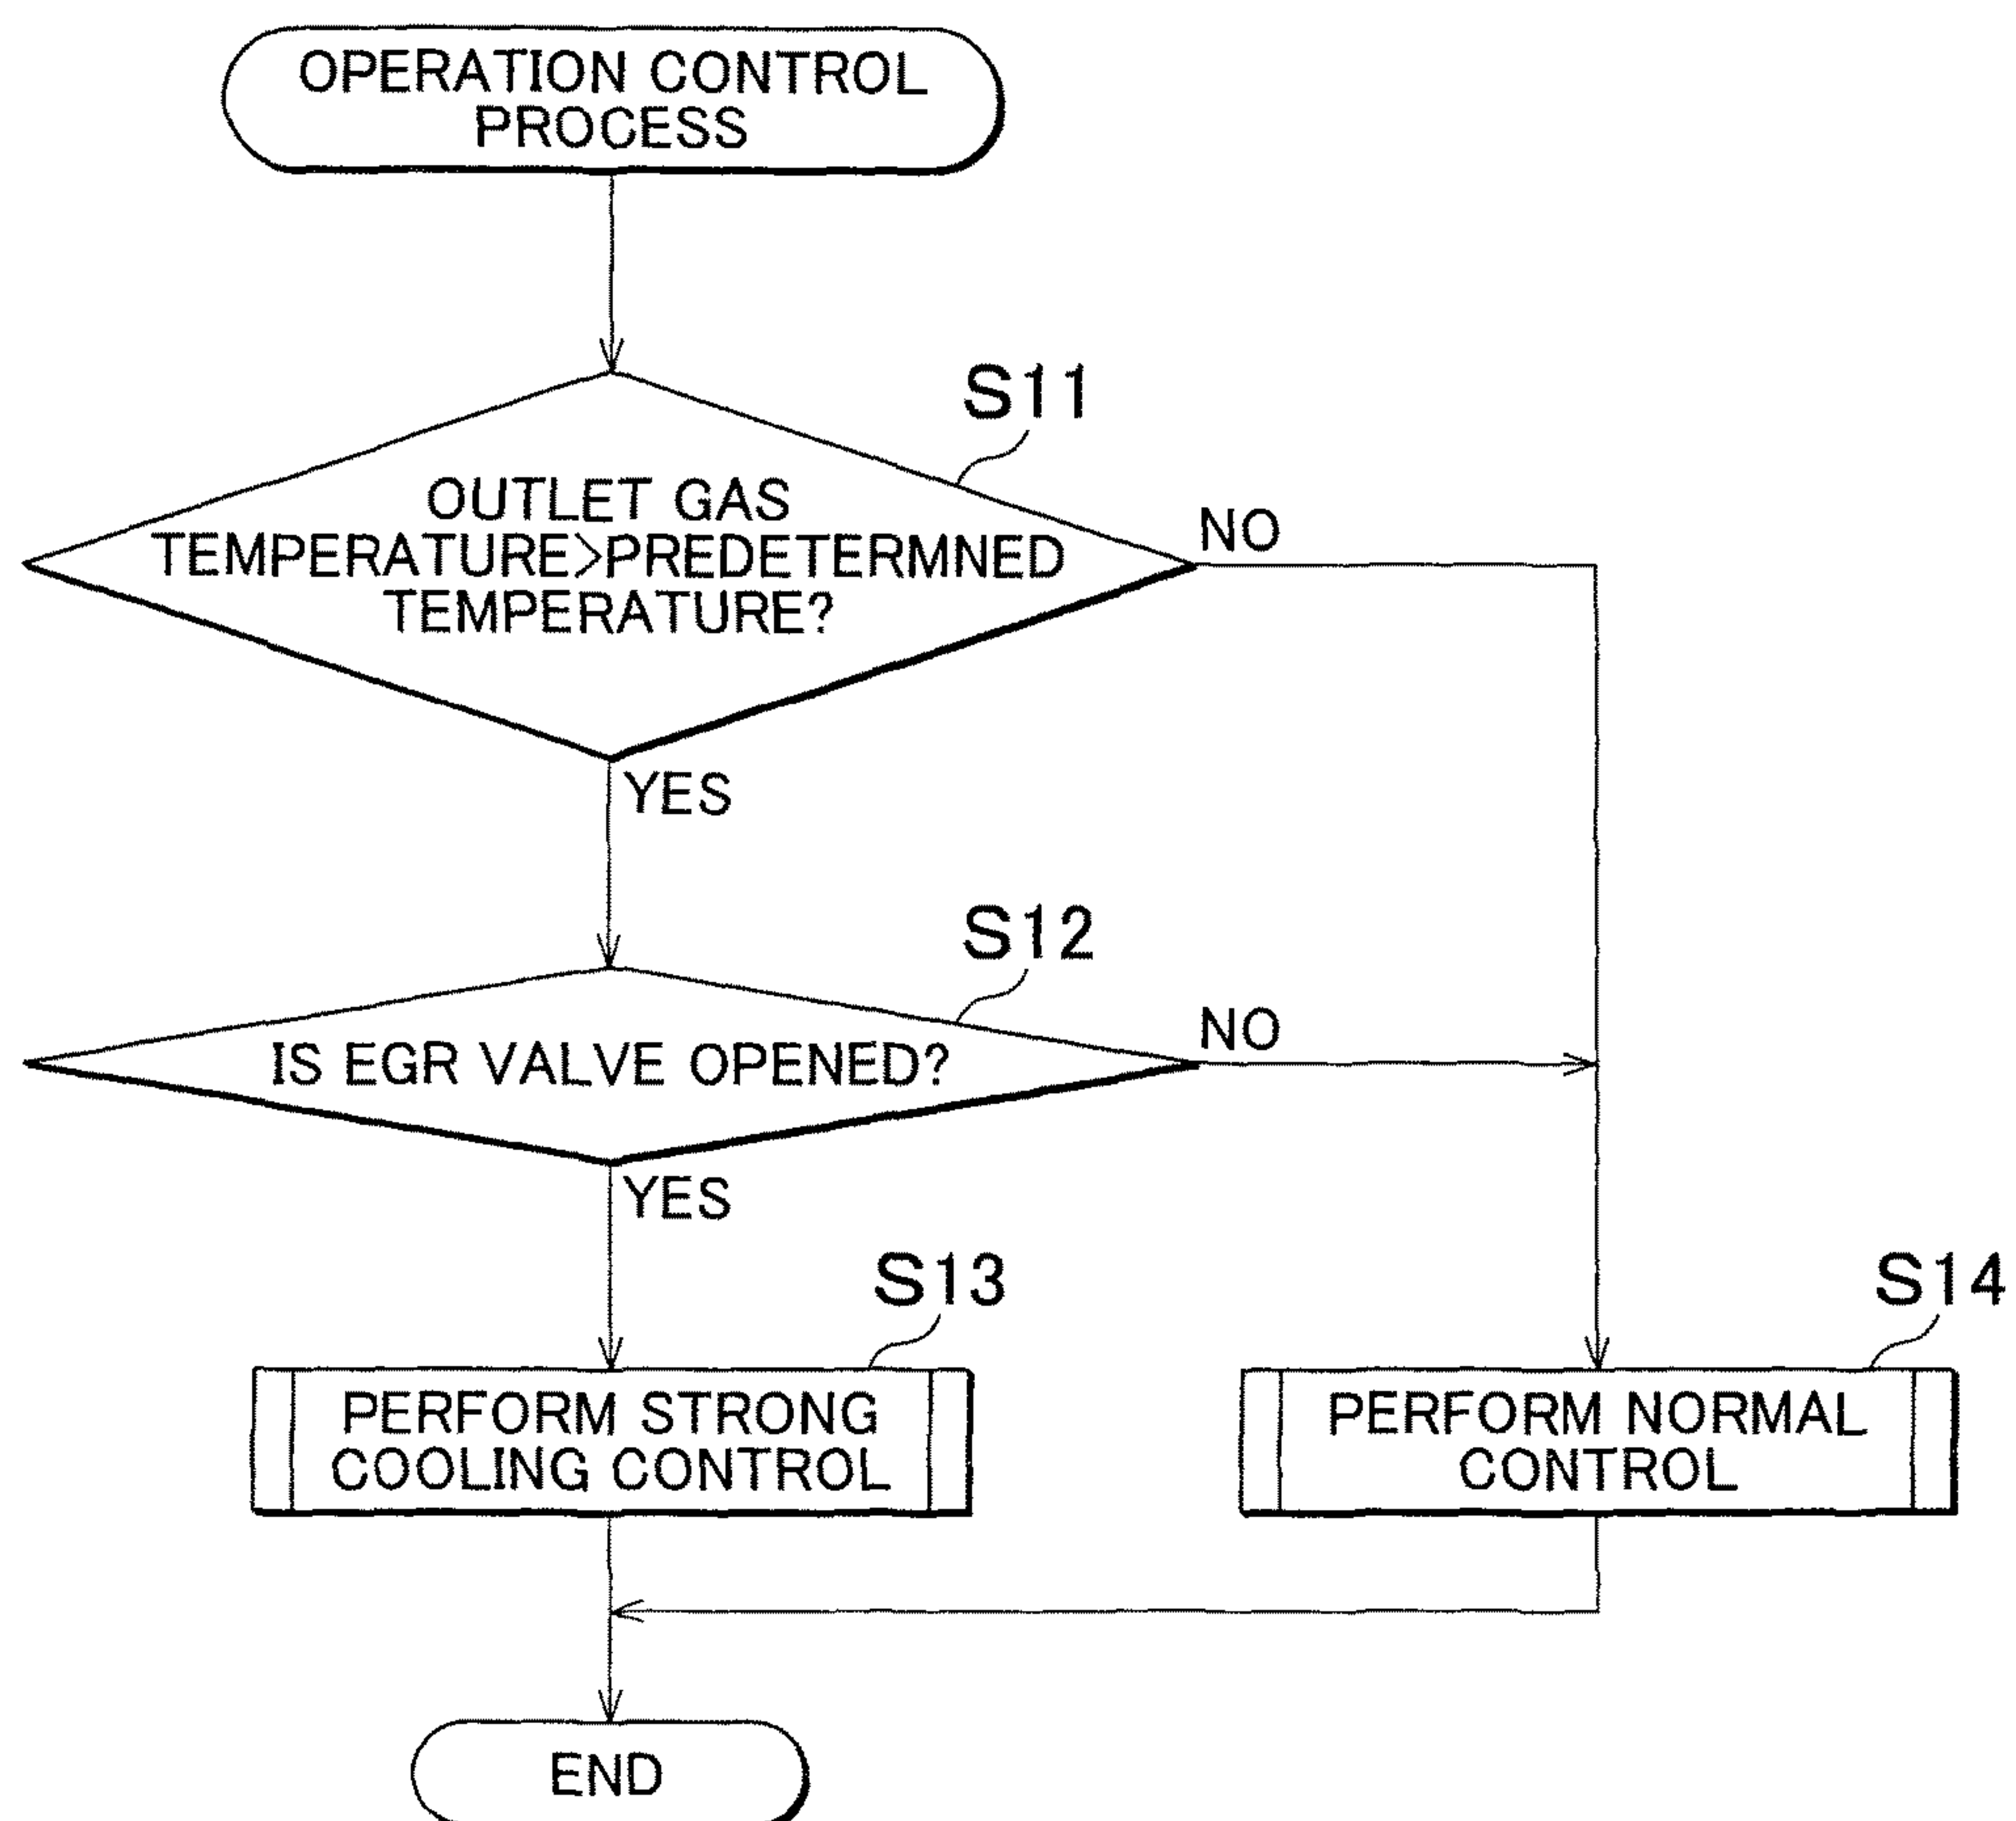 OPERATION CONTROL
PROCESS
S11
OUTLET GAS
TEMPERATURE>PREDETERMNED
TEMPERATURE?
NO
YES
S12
IS EGR VALVE OPENED?
NO
YES
S13
PERFORM STRONG
COOLING CONTROL
S14
PERFORM NORMAL
CONTROL
END